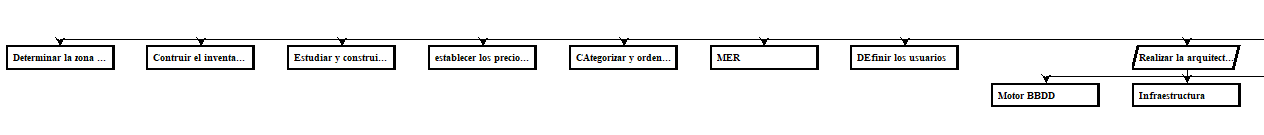 Determinar la zona ...
Contruir el inventa...
Estudiar y construi...
establecer los precio...
CAtegorizar y orden...
MER
DEfinir los usuarios
Realizar la arquitect...
Motor BBDD
Infraestructura